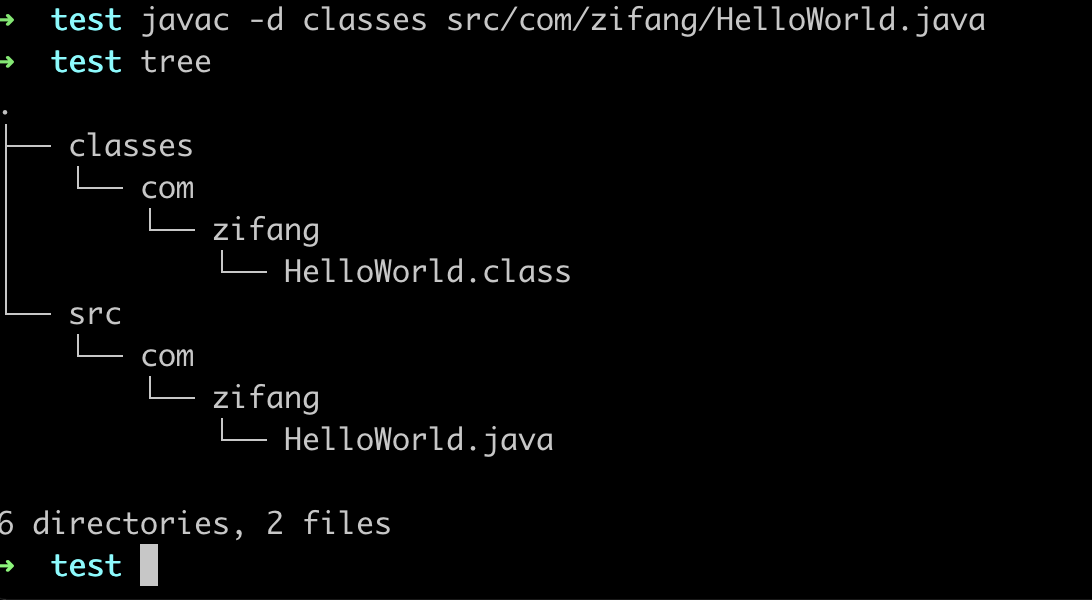 ➜  test javac -d classes src/com/zifang/HelloWorld.java
➜  test tree
.
├── classes
│   └── com
│       └── zifang
│           └── HelloWorld.class
└── src
    └── com
        └── zifang
            └── HelloWorld.java
6 directories, 2 files
➜  test